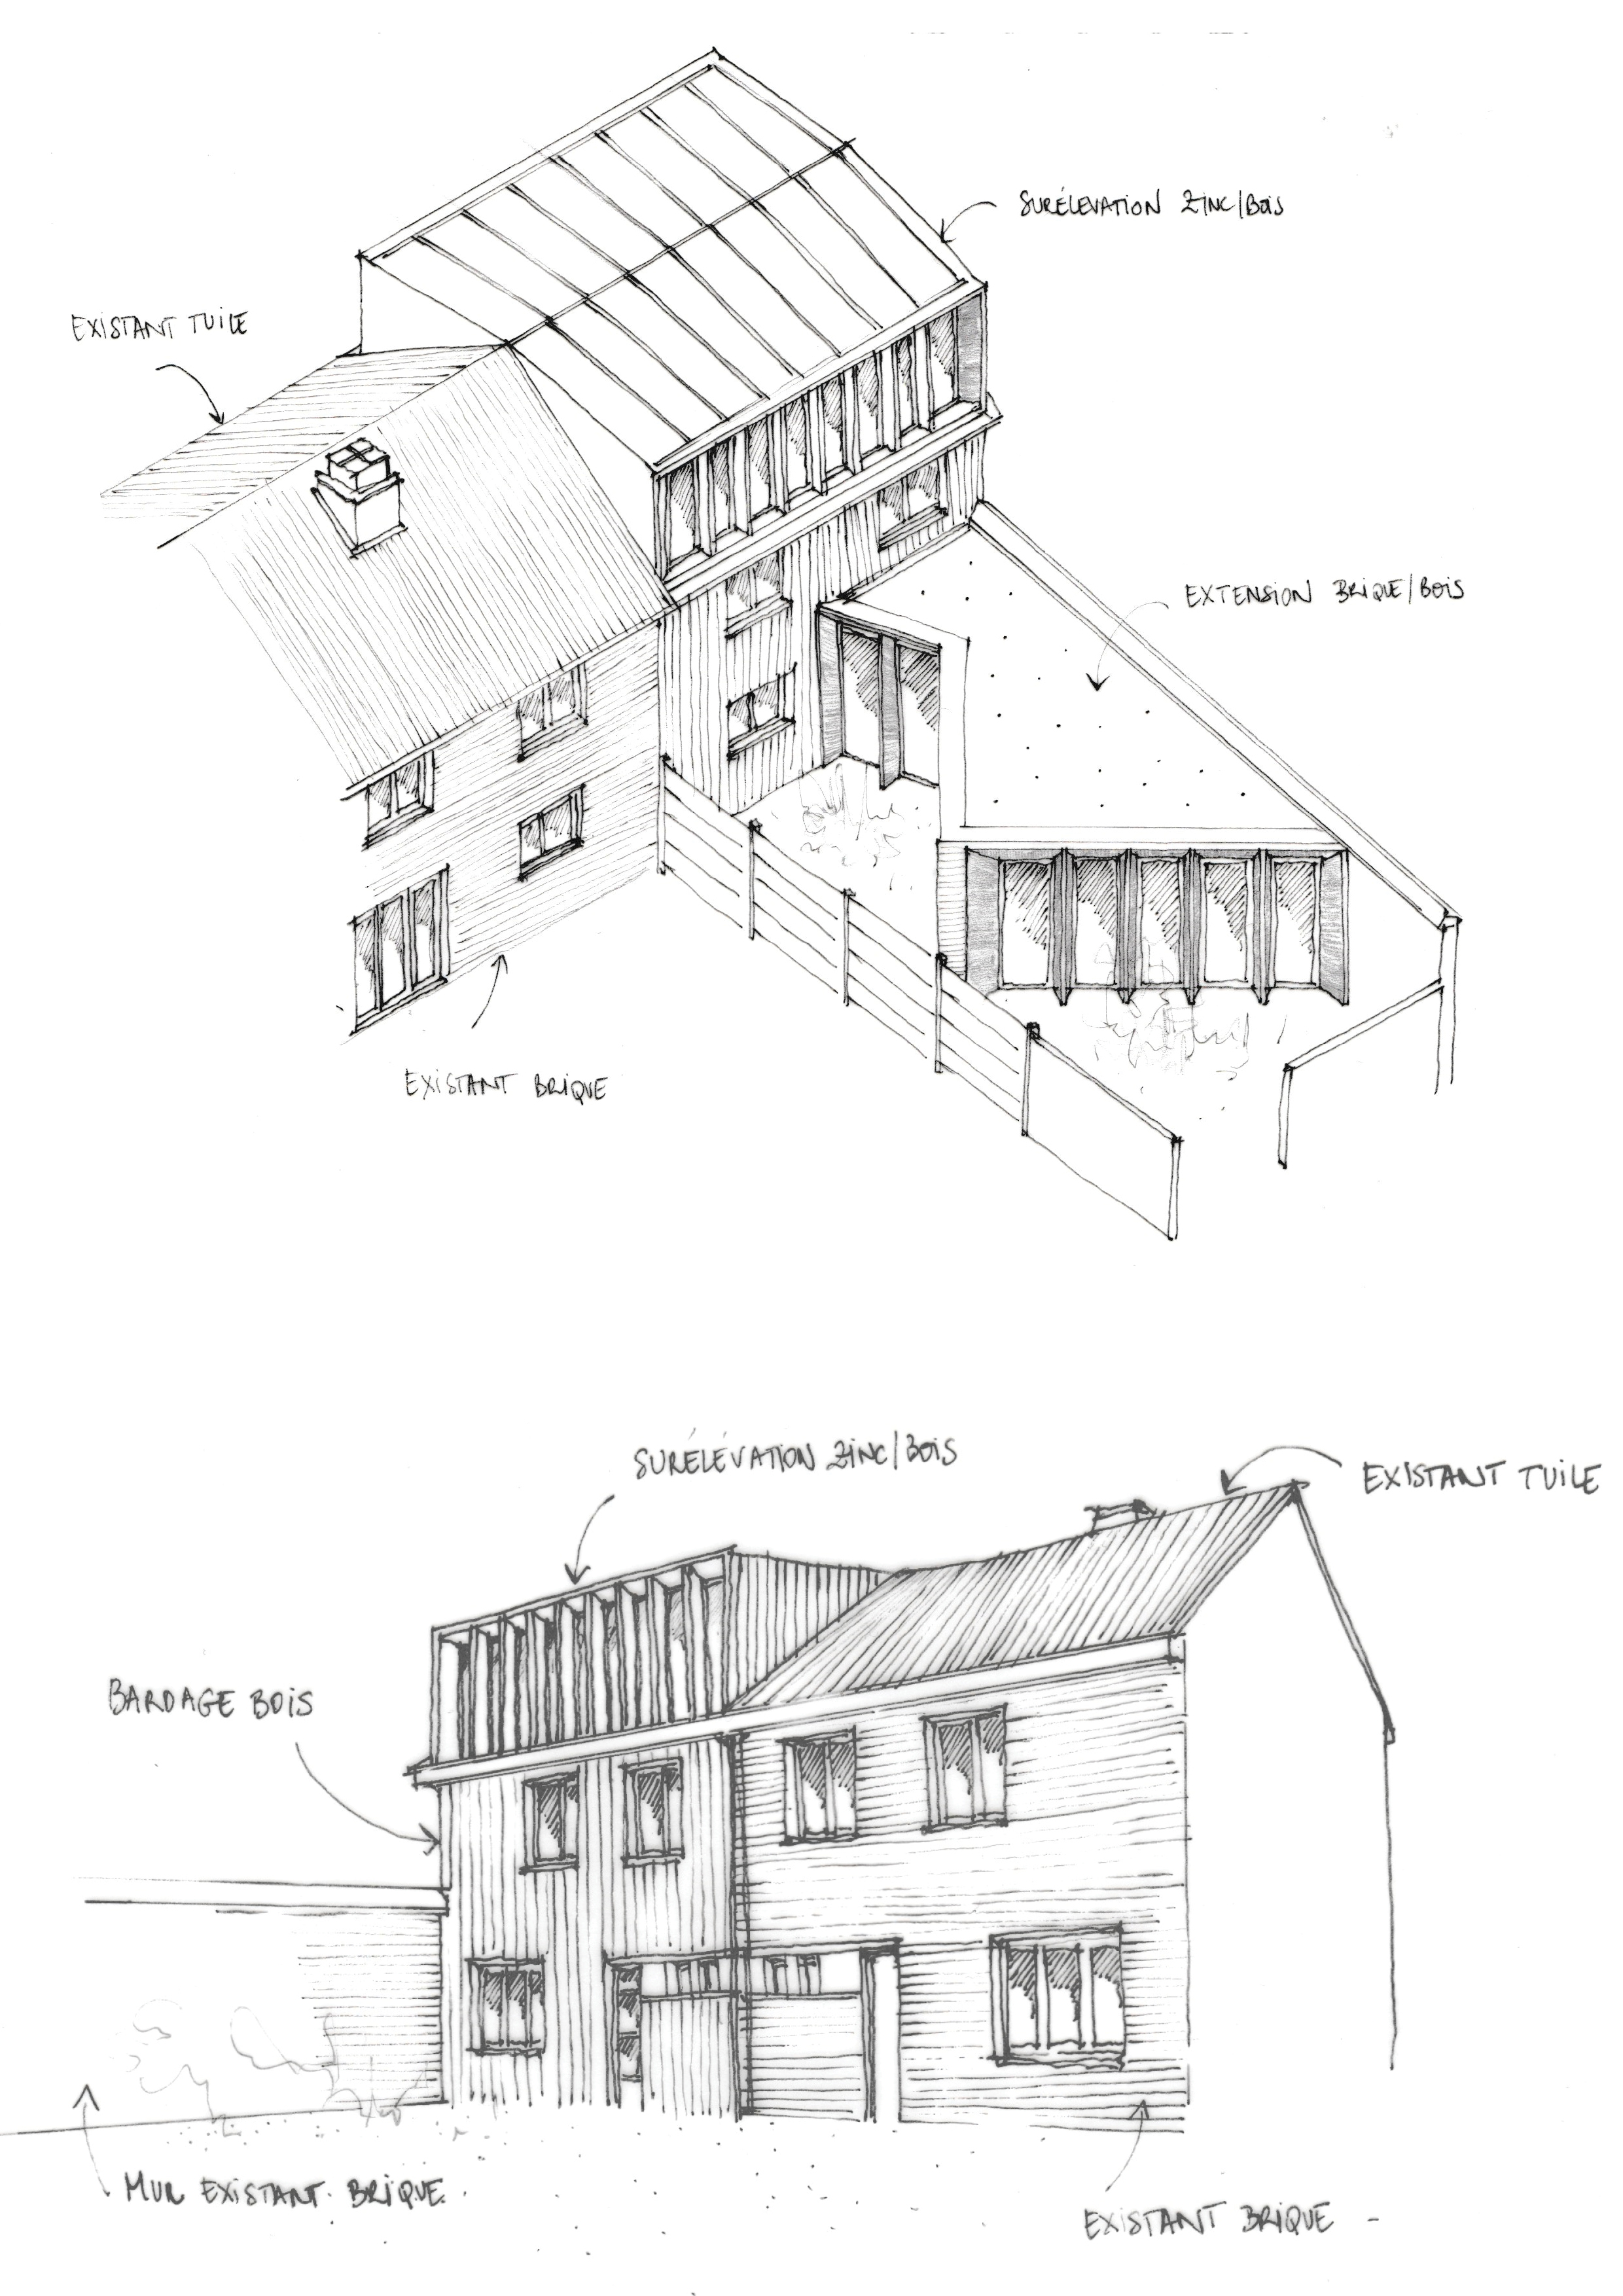 SURÉLEVATION ZINC/BOIS
EXISTANT TUILE
EXTENSION BRIQUE/BOIS
EXISTANT BRIQUE
SURÉLÉVATION ZINC/BOIS
EXISTANT TUILE
BARDAGE BOIS
MUR EXISTANT BRIQUE
EXISTANT BRIQUE